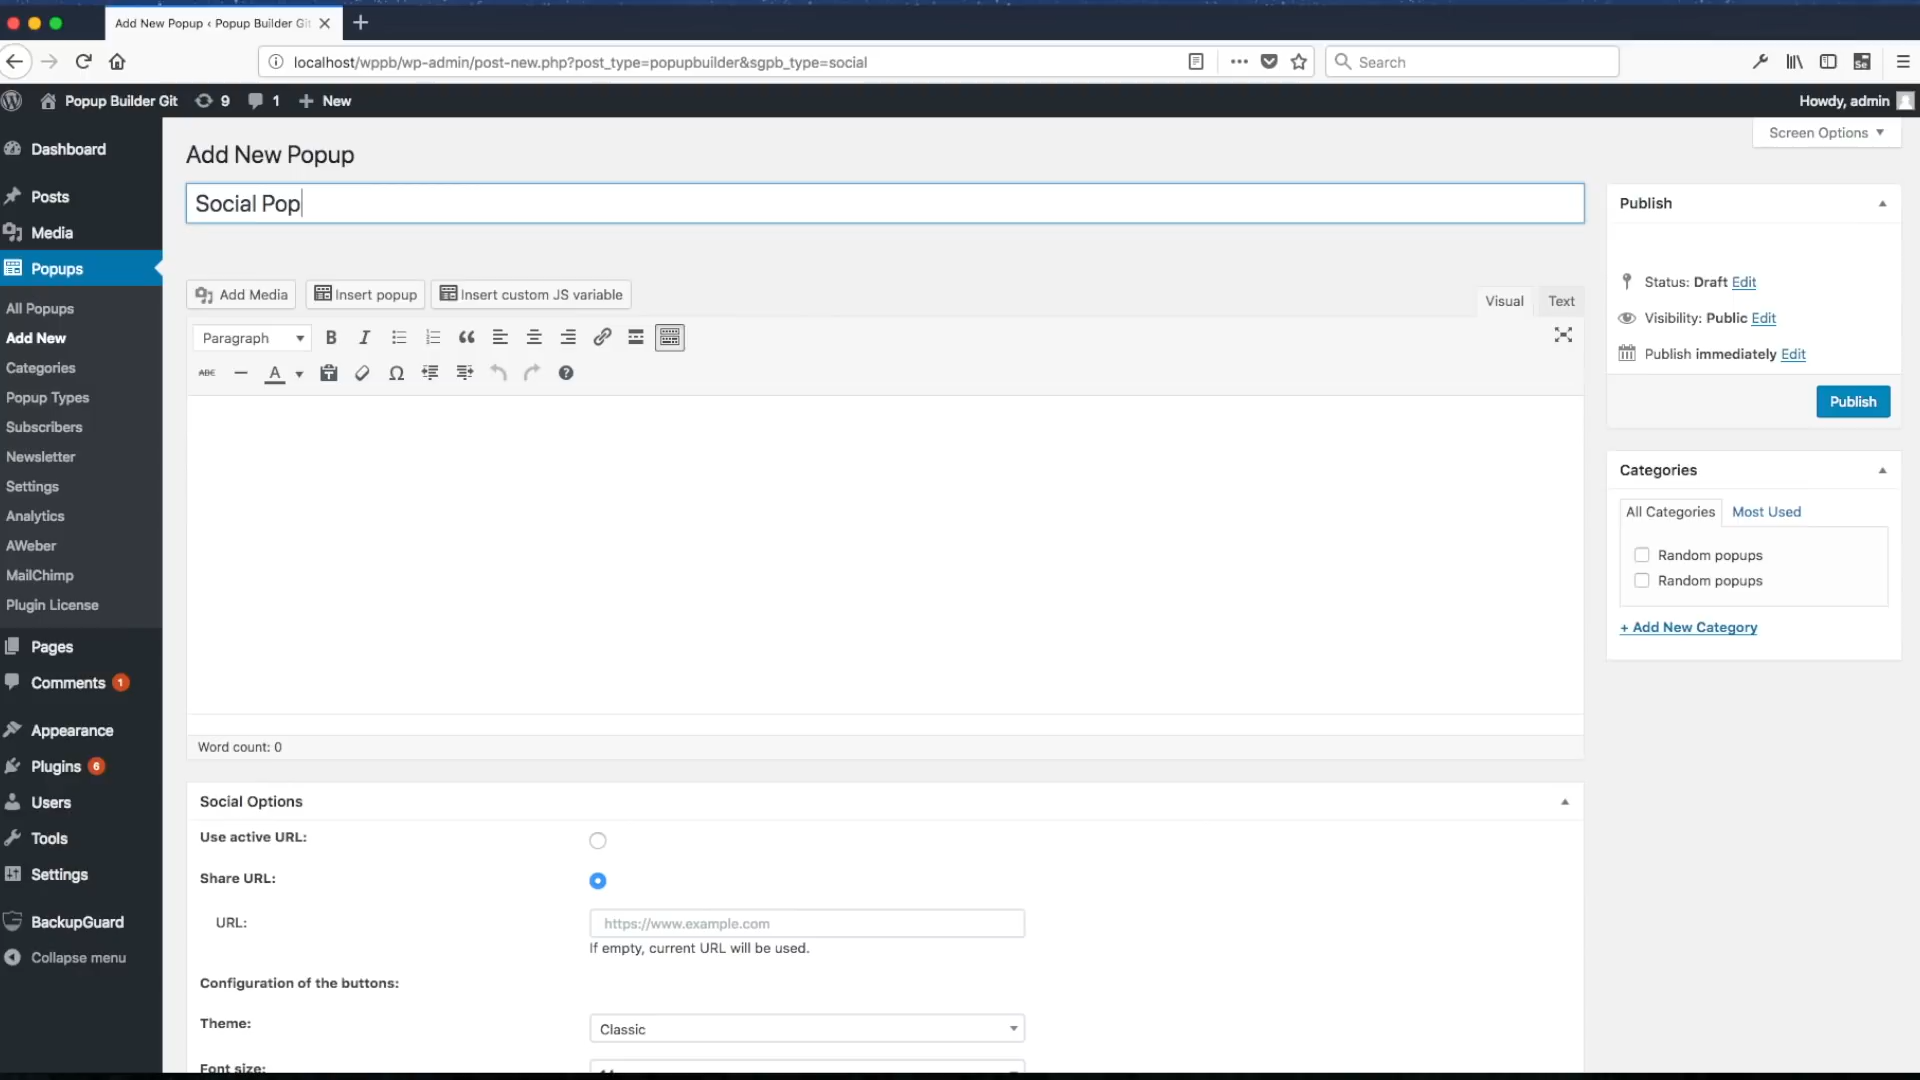 Add New Popup ‹ Popup Builder Git
localhost/wppb/wp-admin/post-new.php?post_type=popupbuilder&sgpb_type=social
Search
Popup Builder Git
9
1
New
Howdy, admin
Screen Options
Dashboard
Posts
Media
Popups
All Popups
Add New
Categories
Popup Types
Subscribers
Newsletter
Settings
Analytics
AWeber
MailChimp
Plugin License
Pages
Comments 1
Appearance
Plugins 6
Users
Tools
Settings
BackupGuard
Collapse menu
Add New Popup
Social Pop
Add Media
Insert popup
Insert custom JS variable
Visual
Text
Paragraph
B
I
ABC
A
Ω
Word count: 0
Social Options
Use active URL:
Share URL:
URL:
https://www.example.com
If empty, current URL will be used.
Configuration of the buttons:
Theme:
Classic
Font size:
Publish
Status: Draft Edit
Visibility: Public Edit
Publish immediately Edit
Publish
Categories
All Categories
Most Used
Random popups
Random popups
+ Add New Category